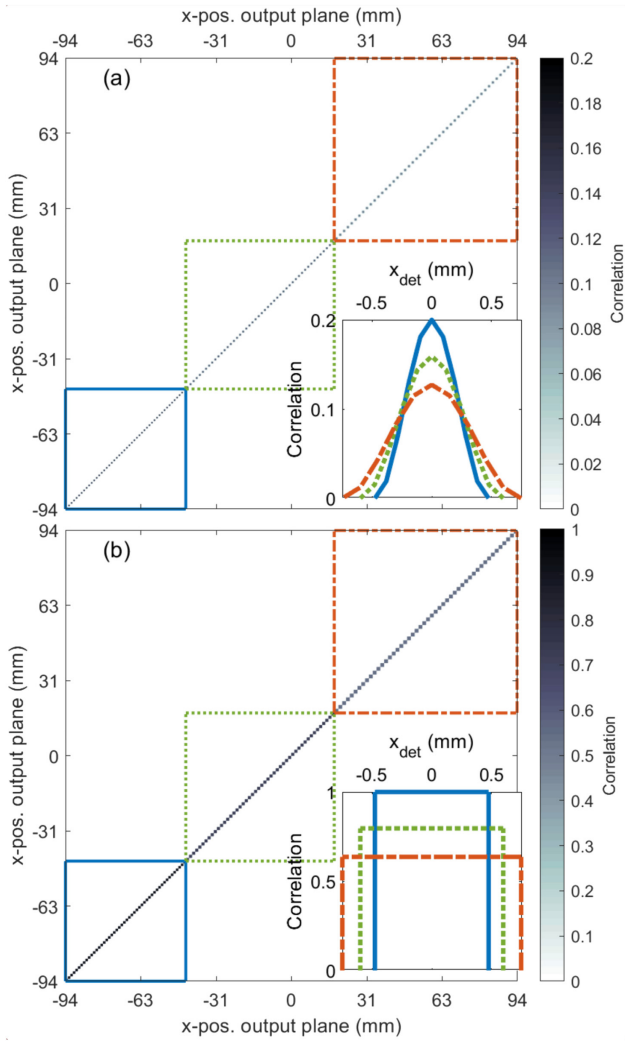 x-pos. output plane (mm)
-94 -63 -31 0 31 63 94
(a)
94
63
31
0
-31
-63
-94
x-pos. output plane (mm)
x_det (mm)
-0.5 0 0.5
0.2
0.1
0
Correlation
0.2
0.18
0.16
0.14
0.12
0.1
0.08
0.06
0.04
0.02
0
Correlation
(b)
94
63
31
0
-31
-63
-94
x-pos. output plane (mm)
x_det (mm)
-0.5 0 0.5
1
0.5
0
Correlation
1
0.9
0.8
0.7
0.6
0.5
0.4
0.3
0.2
0.1
0
Correlation
-94 -63 -31 0 31 63 94
x-pos. output plane (mm)